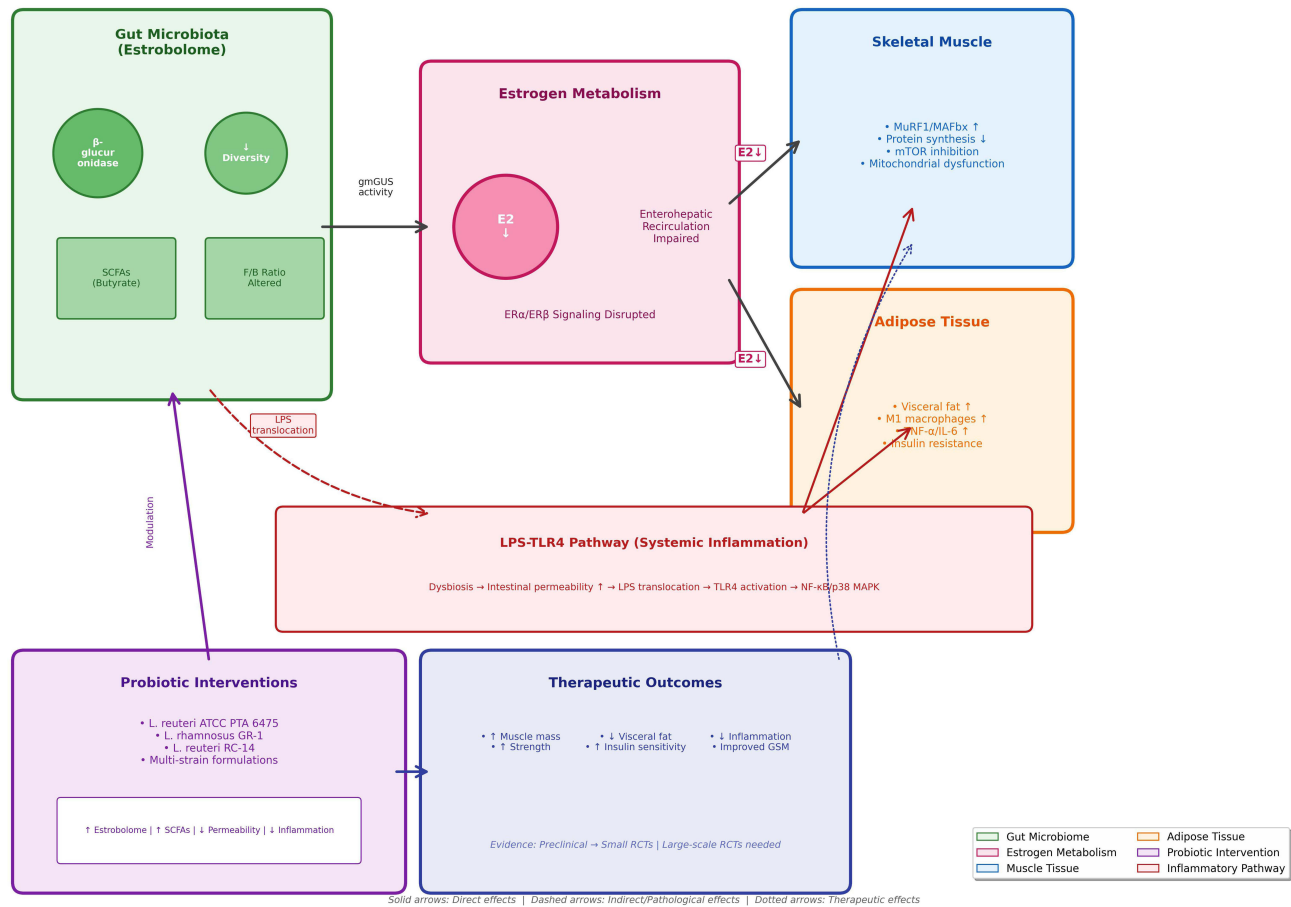 Gut Microbiota
(Estrobolome)
β-
glucur
onidase
↓
Diversity
SCFAs
(Butyrate)
F/B Ratio
Altered
gmGUS
activity
Estrogen Metabolism
E2
↓
Enterohepatic
Recirculation
Impaired
ERα/ERβ Signaling Disrupted
E2↓
E2↓
Skeletal Muscle
• MuRF1/MAFbx ↑
• Protein synthesis ↓
• mTOR inhibition
• Mitochondrial dysfunction
Adipose Tissue
• Visceral fat ↑
• M1 macrophages ↑
• TNF-α/IL-6 ↑
• Insulin resistance
LPS
translocation
Modulation
LPS-TLR4 Pathway (Systemic Inflammation)
Dysbiosis → Intestinal permeability ↑ → LPS translocation → TLR4 activation → NF-κB/p38 MAPK
Probiotic Interventions
• L. reuteri ATCC PTA 6475
• L. rhamnosus GR-1
• L. reuteri RC-14
• Multi-strain formulations
↑ Estrobolome | ↑ SCFAs | ↓ Permeability | ↓ Inflammation
Therapeutic Outcomes
• ↑ Muscle mass
• ↑ Strength
• ↓ Visceral fat
• ↑ Insulin sensitivity
• ↓ Inflammation
• Improved GSM
Evidence: Preclinical → Small RCTs | Large-scale RCTs needed
Gut Microbiome
Estrogen Metabolism
Muscle Tissue
Adipose Tissue
Probiotic Intervention
Inflammatory Pathway
Solid arrows: Direct effects | Dashed arrows: Indirect/Pathological effects | Dotted arrows: Therapeutic effects